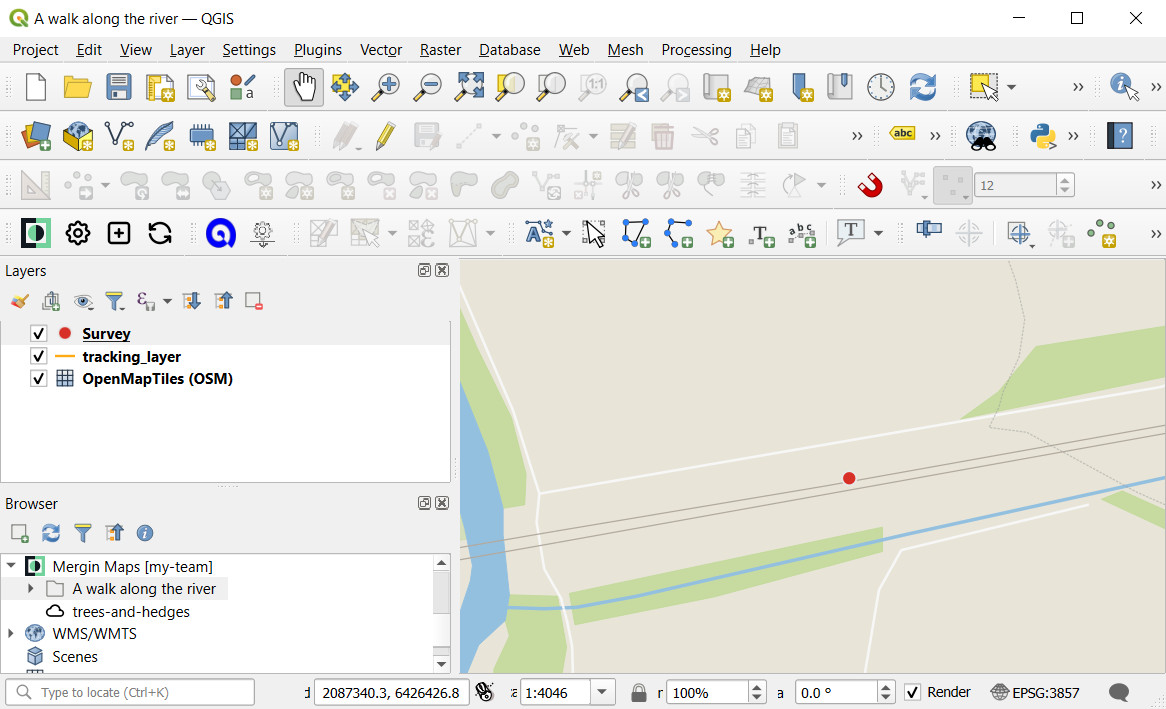 A walk along the river — QGIS
Project Edit View Layer Settings Plugins Vector Raster Database Web Mesh Processing Help
1:1 »
» abc » » ?
12 »
a b c T »
Layers
ε
Survey
tracking_layer
OpenMapTiles (OSM)
Browser
Mergin Maps [my-team]
A walk along the river
trees-and-hedges
WMS/WMTS
Scenes
Type to locate (Ctrl+K) d 2087340.3, 6426426.8 1:4046 r 100% a 0.0 ° Render EPSG:3857